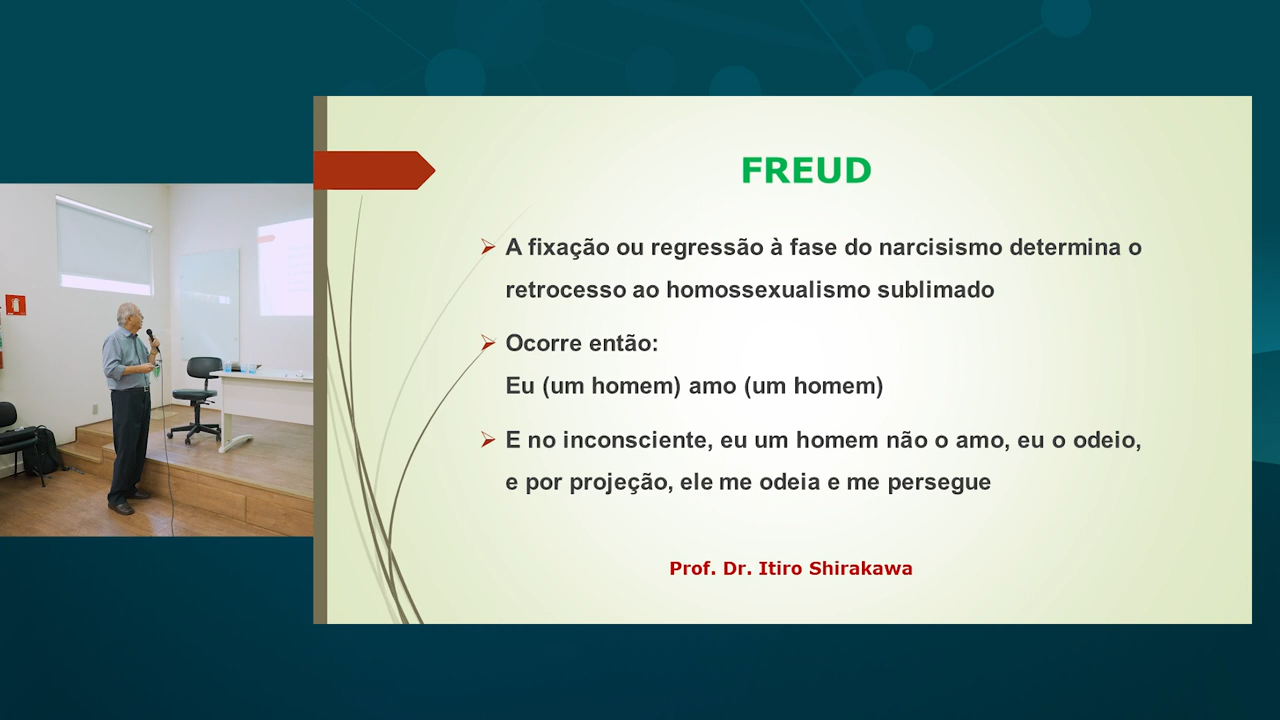 FREUD
A fixação ou regressão à fase do narcisismo determina o
retrocesso ao homossexualismo sublimado
Ocorre então:
Eu (um homem) amo (um homem)
E no inconsciente, eu um homem não o amo, eu o odeio,
e por projeção, ele me odeia e me persegue
Prof. Dr. Itiro Shirakawa